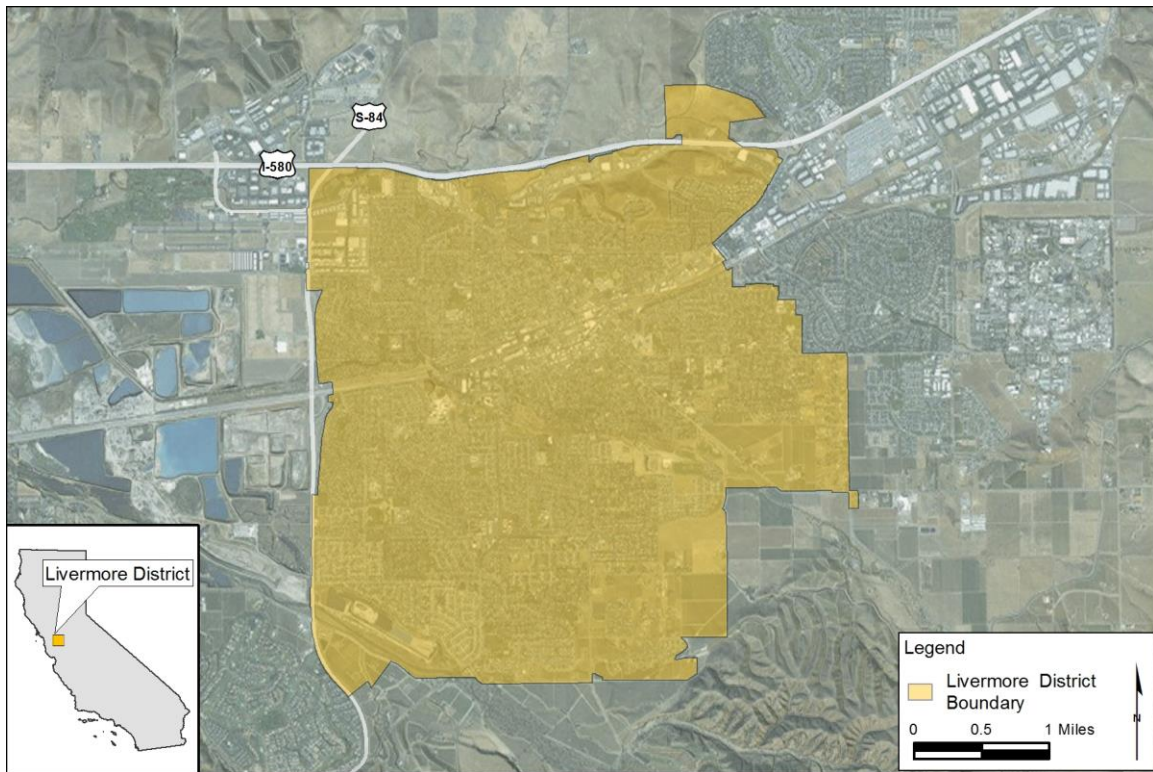 S-84
I-580
Livermore District
Legend
Livermore District
Boundary
0 0.5 1 Miles
N